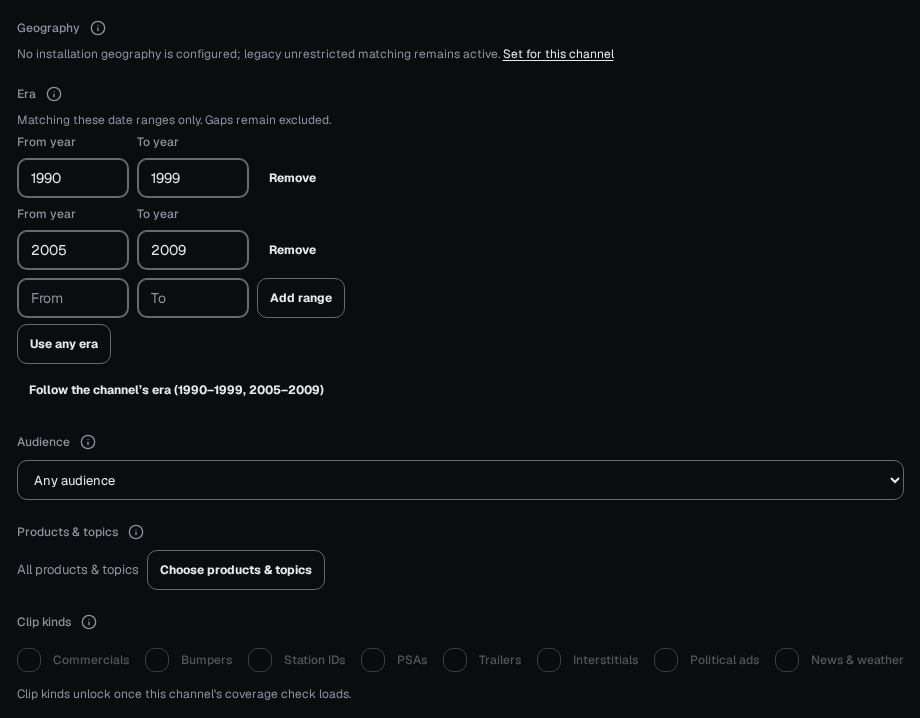 Geography
No installation geography is configured; legacy unrestricted matching remains active. Set for this channel
Era
Matching these date ranges only. Gaps remain excluded.
From year To year
1990 1999 Remove
From year To year
2005 2009 Remove
From To Add range
Use any era
Follow the channel's era (1990–1999, 2005–2009)
Audience
Any audience
Products & topics
All products & topics Choose products & topics
Clip kinds
Commercials Bumpers Station IDs PSAs Trailers Interstitials Political ads News & weather
Clip kinds unlock once this channel's coverage check loads.